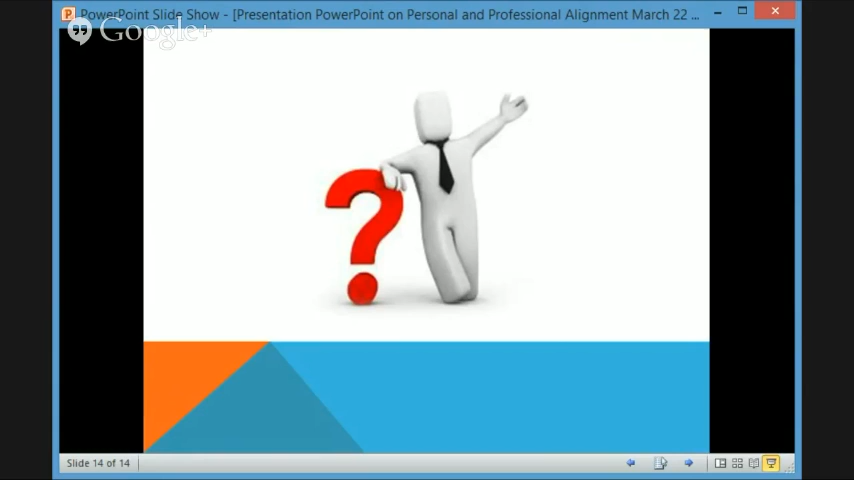 PowerPoint Slide Show - [Presentation PowerPoint on Personal and Professional Alignment March 22 ...
Google+
?
Slide 14 of 14